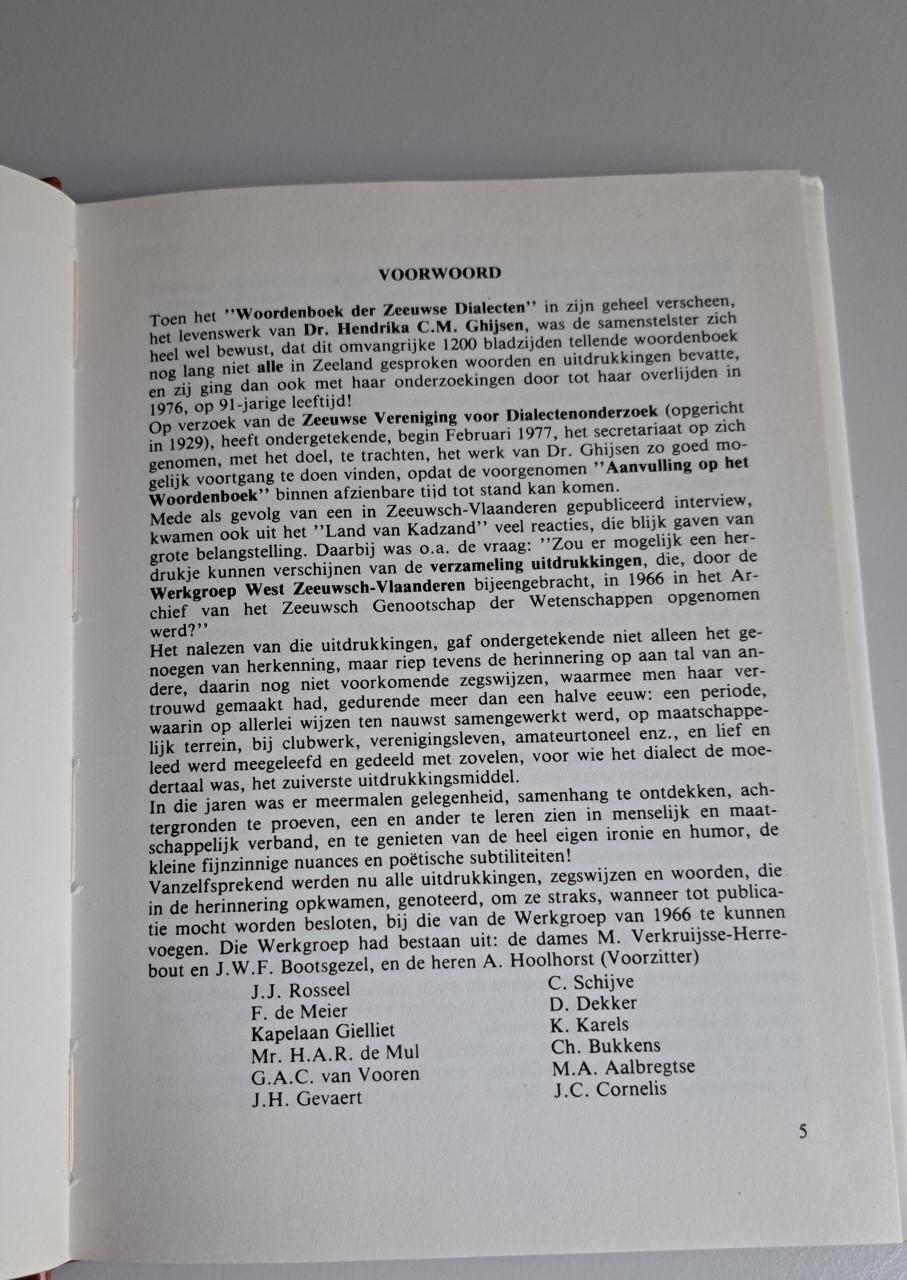 VOORWOORD
Toen het "Woordenboek der Zeeuwse Dialecten" in zijn geheel verscheen,
het levenswerk van Dr. Hendrika C.M. Ghijsen, was de samenstelster zich
heel wel bewust, dat dit omvangrijke 1200 bladzijden tellende woordenboek
nog lang niet alle in Zeeland gesproken woorden en uitdrukkingen bevatte,
en zij ging dan ook met haar onderzoekingen door tot haar overlijden in
1976, op 91-jarige leeftijd!
Op verzoek van de Zeeuwse Vereniging voor Dialectenonderzoek (opgericht
in 1929), heeft ondergetekende, begin Februari 1977, het secretariaat op zich
genomen, met het doel, te trachten, het werk van Dr. Ghijsen zo goed mo-
gelijk voortgang te doen vinden, opdat de voorgenomen "Aanvulling op het
Woordenboek" binnen afzienbare tijd tot stand kan komen.
Mede als gevolg van een in Zeeuwsch-Vlaanderen gepubliceerd interview,
kwamen ook uit het "Land van Kadzand" veel reacties, die blijk gaven van
grote belangstelling. Daarbij was o.a. de vraag: "Zou er mogelijk een her-
drukje kunnen verschijnen van de verzameling uitdrukkingen, die, door de
Werkgroep West Zeeuwsch-Vlaanderen bijeengebracht, in 1966 in het Ar-
chief van het Zeeuwsch Genootschap der Wetenschappen opgenomen
werd?"
Het nalezen van die uitdrukkingen, gaf ondergetekende niet alleen het ge-
noegen van herkenning, maar riep tevens de herinnering op aan tal van an-
dere, daarin nog niet voorkomende zegswijzen, waarmee men haar ver-
trouwd gemaakt had, gedurende meer dan een halve eeuw: een periode,
waarin op allerlei wijzen ten nauwst samengewerkt werd, op maatschappe-
lijk terrein, bij clubwerk, verenigingsleven, amateurtoneel enz., en lief en
leed werd meegeleefd en gedeeld met zovelen, voor wie het dialect de moe-
dertaal was, het zuiverste uitdrukkingsmiddel.
In die jaren was er meermalen gelegenheid, samenhang te ontdekken, ach-
tergronden te proeven, een en ander te leren zien in menselijk en maat-
schappelijk verband, en te genieten van de heel eigen ironie en humor, de
kleine fijnzinnige nuances en poëtische subtiliteiten!
Vanzelfsprekend werden nu alle uitdrukkingen, zegswijzen en woorden, die
in de herinnering opkwamen, genoteerd, om ze straks, wanneer tot publica-
tie mocht worden besloten, bij die van de Werkgroep van 1966 te kunnen
voegen. Die Werkgroep had bestaan uit: de dames M. Verkruijsse-Herre-
bout en J.W.F. Bootsgezel, en de heren A. Hoolhorst (Voorzitter)
J.J. Rosseel
F. de Meier
Kapelaan Gielliet
Mr. H.A.R. de Mul
G.A.C. van Vooren
J.H. Gevaert
C. Schijve
D. Dekker
K. Karels
Ch. Bukkens
M.A. Aalbregtse
J.C. Cornelis
5